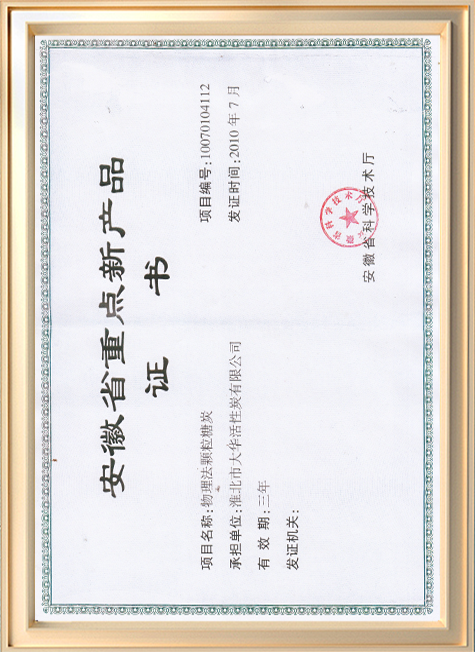 安徽省重点新产品
证书
项目名称:物理法颗粒糖炭
项目编号:10070104112
承担单位:淮北市大华活性炭有限公司
发证时间:2010年7月
有效期:三年
发证机关:
安徽省科学技术厅